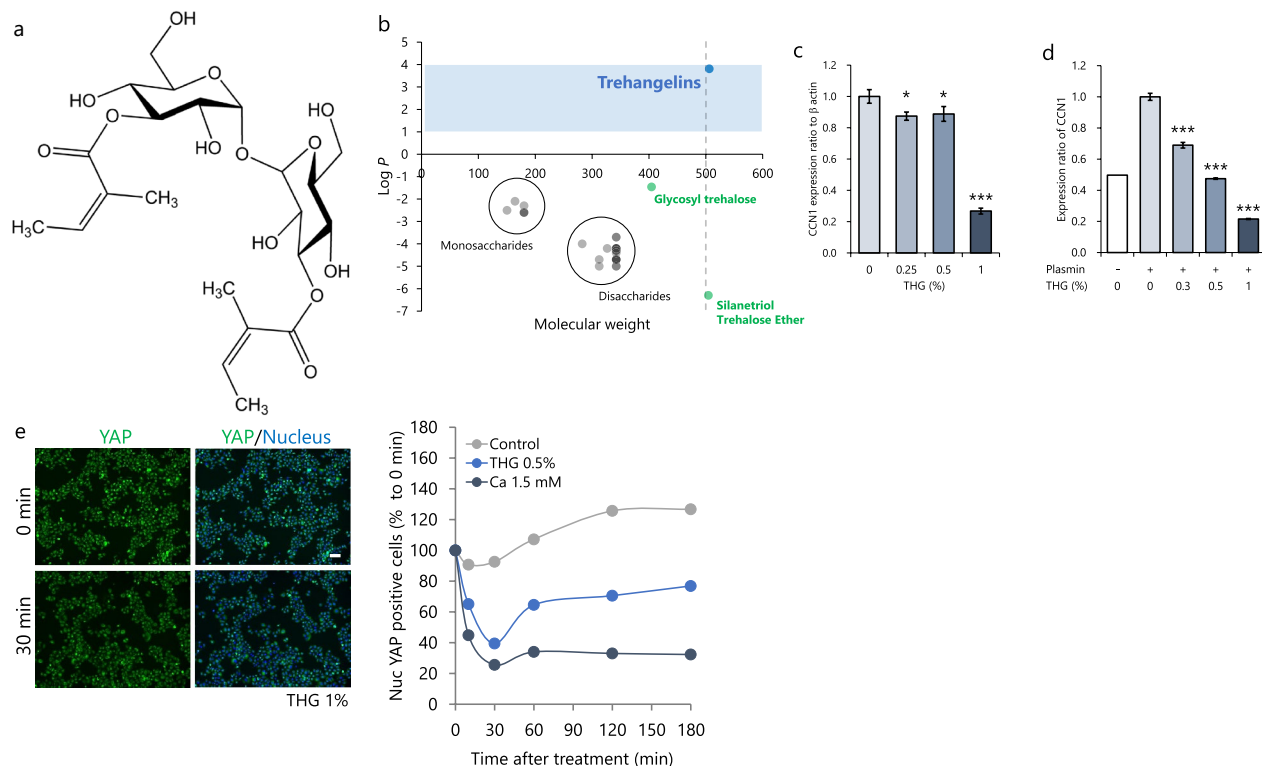 a
OH
O
HO
O
HO
O
O
CH₃
H₃C
HO
O
HO
OH
H₃C
O
O
CH₃
b
5
4
3
2
1
0
-1
-2
-3
-4
-5
-6
-7
Log P
0 100 200 300 400 500 600
Trehangelins
Glycosyl trehalose
Monosaccharides
Disaccharides
Silanetriol
Trehalose Ether
Molecular weight
c
CCN1 expression ratio to β actin
1.2
1.0
0.8
0.6
0.4
0.2
0.0
* * ***
0 0.25 0.5 1
THG (%)
d
Expression ratio of CCN1
1.2
1.0
0.8
0.6
0.4
0.2
0.0
*** *** ***
Plasmin – + + + +
THG (%) 0 0 0.3 0.5 1
e
YAP YAP/Nucleus
0 min
30 min
THG 1%
Nuc YAP positive cells (% to 0 min)
180
160
140
120
100
80
60
40
20
0
Control
THG 0.5%
Ca 1.5 mM
0 30 60 90 120 150 180
Time after treatment (min)